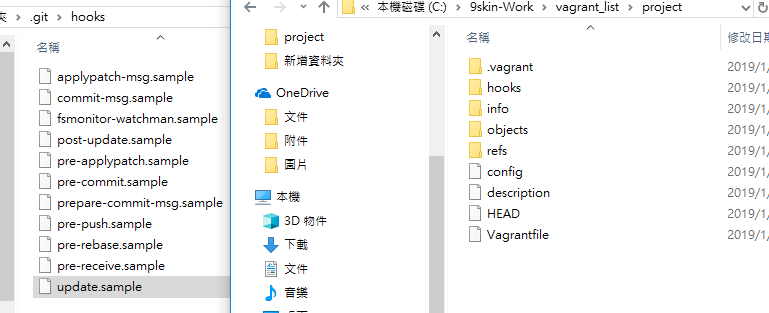 夾 › .git › hooks
名稱
applypatch-msg.sample
commit-msg.sample
fsmonitor-watchman.sample
post-update.sample
pre-applypatch.sample
pre-commit.sample
prepare-commit-msg.sample
pre-push.sample
pre-rebase.sample
pre-receive.sample
update.sample
« 本機磁碟 (C:) › 9skin-Work › vagrant_list › project
project
新增資料夾
OneDrive
文件
附件
圖片
本機
3D 物件
下載
文件
音樂
名稱 修改日期
.vagrant 2019/1/
hooks 2019/1/
info 2019/1/
objects 2019/1/
refs 2019/1/
config 2019/1/
description 2019/1/
HEAD 2019/1/
Vagrantfile 2019/1/